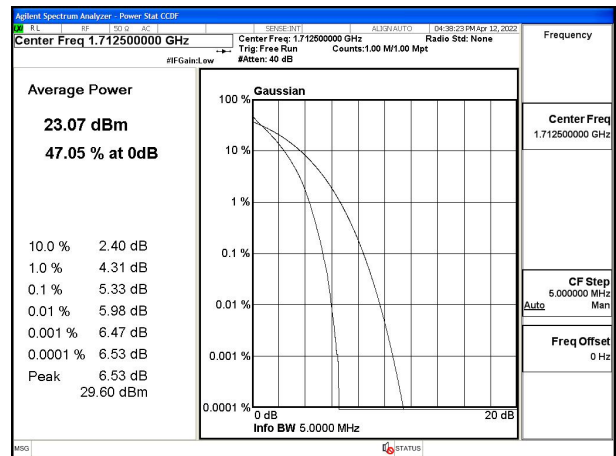 Agilent Spectrum Analyzer - Power Stat CCDF
RL RF 50 Ω AC SENSE:INT ALIGN AUTO 04:38:23 PM Apr 12, 2022
Center Freq 1.712500000 GHz
Center Freq: 1.712500000 GHz Radio Std: None
Trig: Free Run Counts:1.00 M/1.00 Mpt
#IFGain:Low #Atten: 40 dB
Frequency
Center Freq
1.712500000 GHz
CF Step
5.000000 MHz
Auto Man
Freq Offset
0 Hz
Average Power
23.07 dBm
47.05 % at 0dB
10.0 % 2.40 dB
1.0 % 4.31 dB
0.1 % 5.33 dB
0.01 % 5.98 dB
0.001 % 6.47 dB
0.0001 % 6.53 dB
Peak 6.53 dB
29.60 dBm
Gaussian
100 %
10 %
1 %
0.1 %
0.01 %
0.001 %
0.0001 %
0 dB 20 dB
Info BW 5.0000 MHz
MSG STATUS